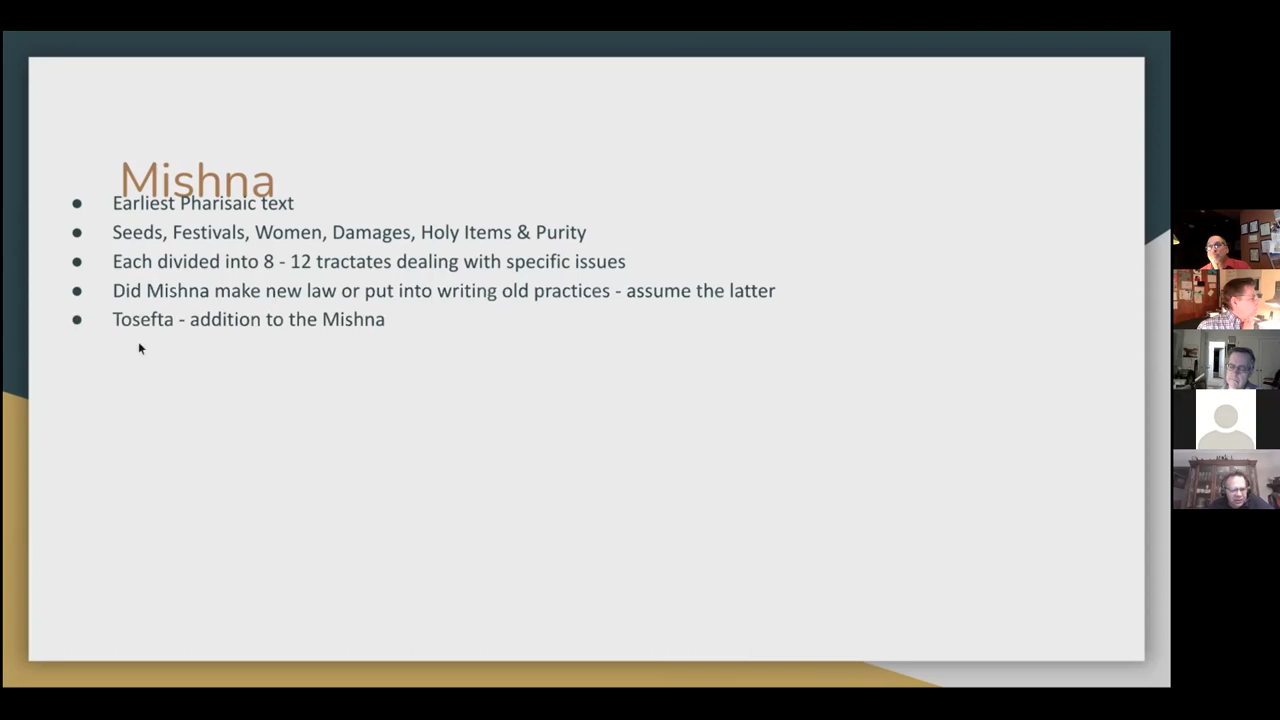 Mishna
● Earliest Pharisaic text
● Seeds, Festivals, Women, Damages, Holy Items & Purity
● Each divided into 8 - 12 tractates dealing with specific issues
● Did Mishna make new law or put into writing old practices - assume the latter
● Tosefta - addition to the Mishna